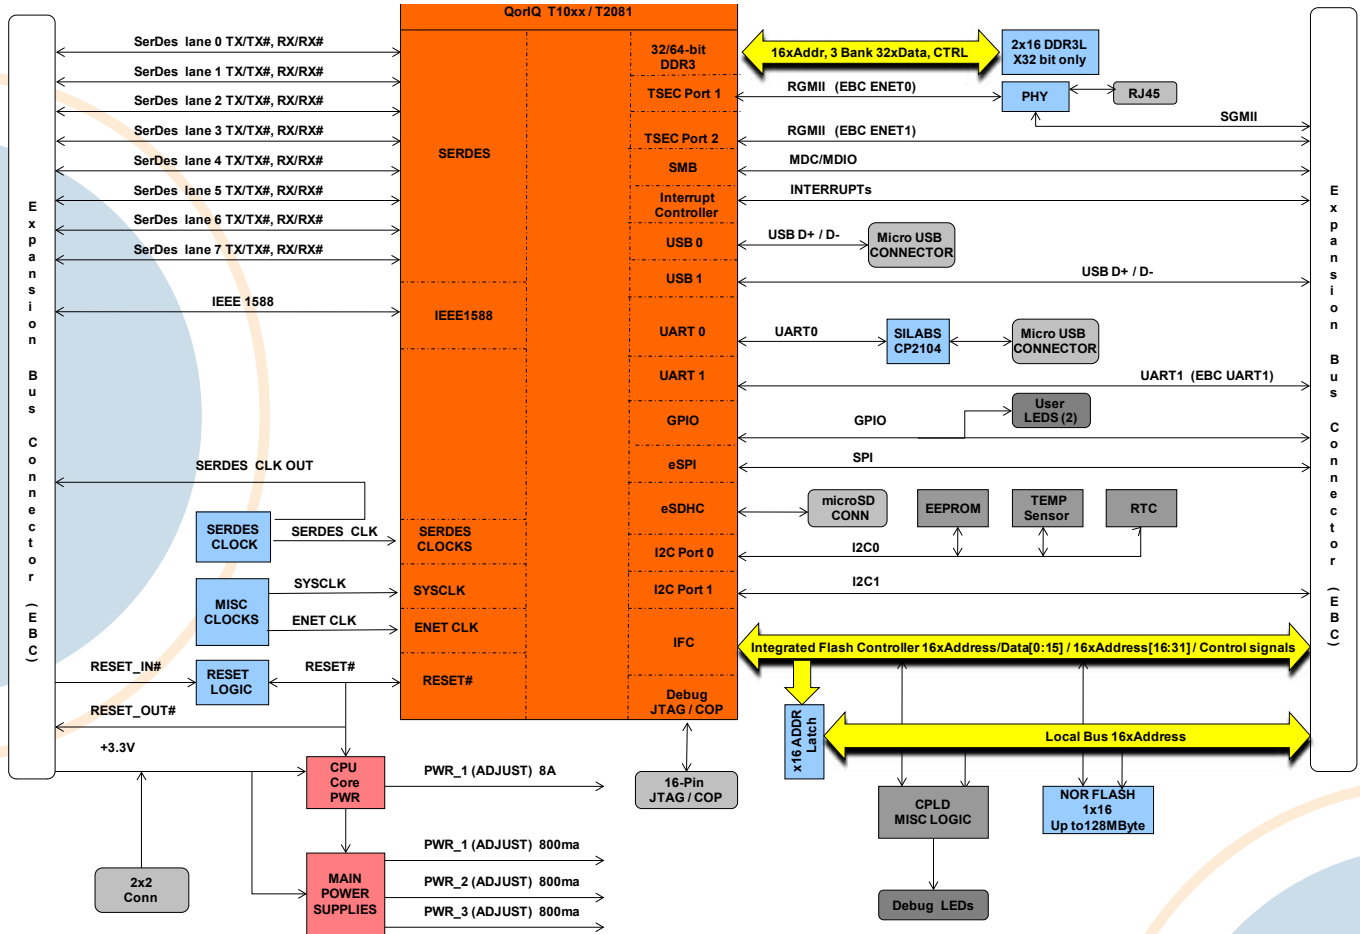 QorIQ T10xx / T2081
Expansion Bus Connector (EBC)
SerDes lane 0 TX/TX#, RX/RX#
SerDes lane 1 TX/TX#, RX/RX#
SerDes lane 2 TX/TX#, RX/RX#
SerDes lane 3 TX/TX#, RX/RX#
SerDes lane 4 TX/TX#, RX/RX#
SerDes lane 5 TX/TX#, RX/RX#
SerDes lane 6 TX/TX#, RX/RX#
SerDes lane 7 TX/TX#, RX/RX#
IEEE 1588
SERDES CLK OUT
SERDES
CLOCK
SERDES CLK
MISC
CLOCKS
SYSCLK
ENET CLK
RESET_IN#
RESET
LOGIC
RESET#
RESET_OUT#
+3.3V
2x2
Conn
CPU
Core
PWR
PWR_1 (ADJUST) 8A
MAIN
POWER
SUPPLIES
PWR_1 (ADJUST) 800ma
PWR_2 (ADJUST) 800ma
PWR_3 (ADJUST) 800ma
SERDES
IEEE1588
SERDES
CLOCKS
SYSCLK
ENET CLK
RESET#
32/64-bit
DDR3
TSEC Port 1
TSEC Port 2
SMB
Interrupt
Controller
USB 0
USB 1
UART 0
UART 1
GPIO
eSPI
eSDHC
I2C Port 0
I2C Port 1
IFC
Debug
JTAG / COP
16-Pin
JTAG / COP
16xAddr, 3 Bank 32xData, CTRL
2x16 DDR3L
X32 bit only
RGMII (EBC ENET0)
PHY
RJ45
SGMII
RGMII (EBC ENET1)
MDC/MDIO
INTERRUPTs
USB D+ / D-
Micro USB
CONNECTOR
USB D+ / D-
UART0
SILABS
CP2104
Micro USB
CONNECTOR
UART1 (EBC UART1)
User
LEDS (2)
GPIO
SPI
microSD
CONN
EEPROM
TEMP
Sensor
RTC
I2C0
I2C1
Integrated Flash Controller 16xAddress/Data[0:15] / 16xAddress[16:31] / Control signals
x16 ADDR
Latch
Local Bus 16xAddress
CPLD
MISC LOGIC
NOR FLASH
1x16
Up to128MByte
Debug LEDs
Expansion Bus Connector (EBC)